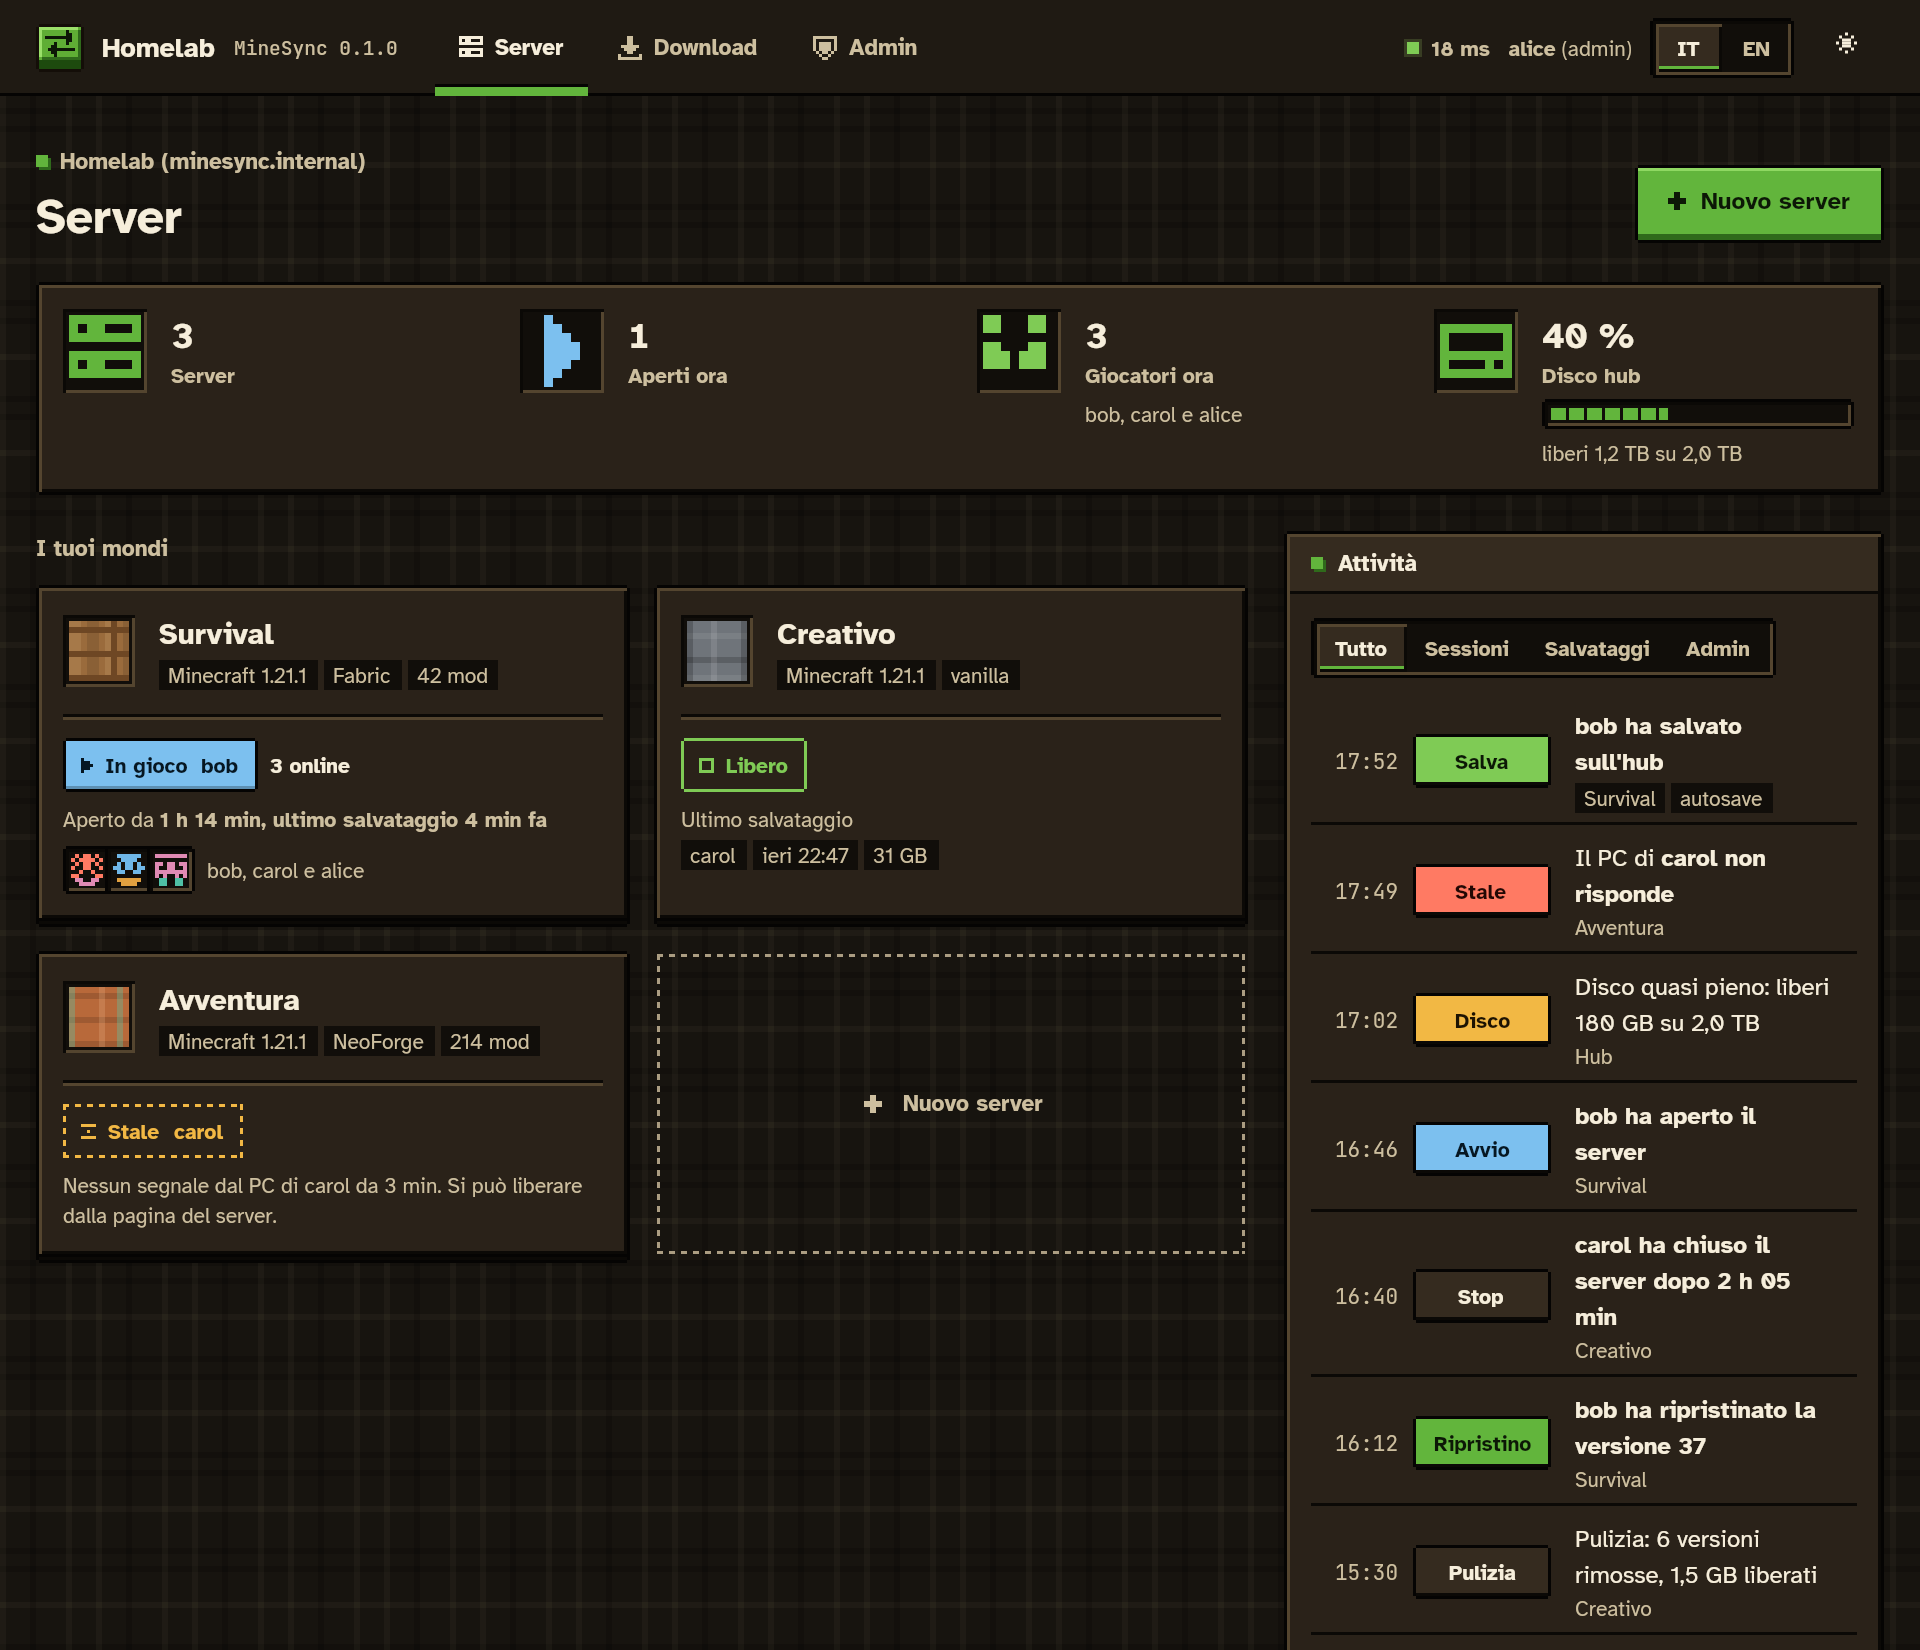 Homelab MineSync 0.1.0 Server Download Admin 18 ms alice (admin) IT EN
Homelab (minesync.internal)
Server
Nuovo server
3
Server
1
Aperti ora
3
Giocatori ora
bob, carol e alice
40 %
Disco hub
liberi 1,2 TB su 2,0 TB
I tuoi mondi
Survival
Minecraft 1.21.1 Fabric 42 mod
In gioco bob 3 online
Aperto da 1 h 14 min, ultimo salvataggio 4 min fa
bob, carol e alice
Creativo
Minecraft 1.21.1 vanilla
Libero
Ultimo salvataggio
carol ieri 22:47 31 GB
Avventura
Minecraft 1.21.1 NeoForge 214 mod
Stale carol
Nessun segnale dal PC di carol da 3 min. Si può liberare
dalla pagina del server.
Nuovo server
Attività
Tutto Sessioni Salvataggi Admin
17:52 Salva
bob ha salvato
sull'hub
Survival autosave
17:49 Stale
Il PC di carol non
risponde
Avventura
17:02 Disco
Disco quasi pieno: liberi
180 GB su 2,0 TB
Hub
16:46 Avvio
bob ha aperto il
server
Survival
16:40 Stop
carol ha chiuso il
server dopo 2 h 05
min
Creativo
16:12 Ripristino
bob ha ripristinato la
versione 37
Survival
15:30 Pulizia
Pulizia: 6 versioni
rimosse, 1,5 GB liberati
Creativo